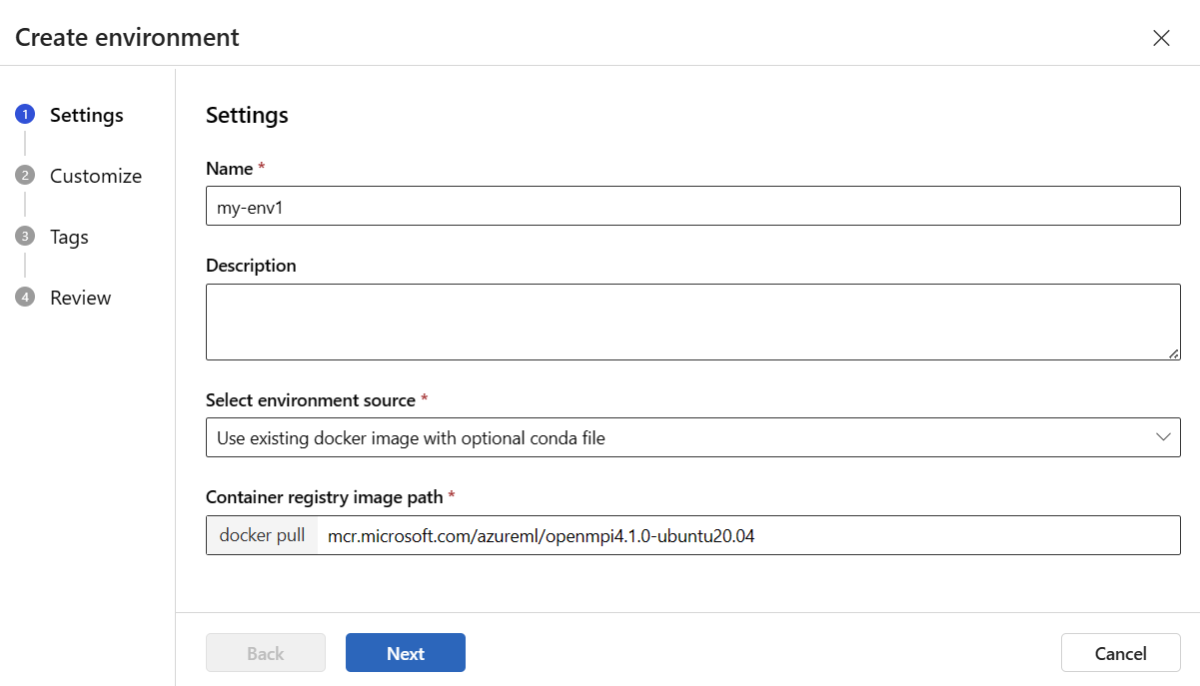 Create environment
1 Settings
2 Customize
3 Tags
4 Review
Settings
Name *
my-env1
Description
Select environment source *
Use existing docker image with optional conda file
Container registry image path *
docker pull mcr.microsoft.com/azureml/openmpi4.1.0-ubuntu20.04
Back Next Cancel